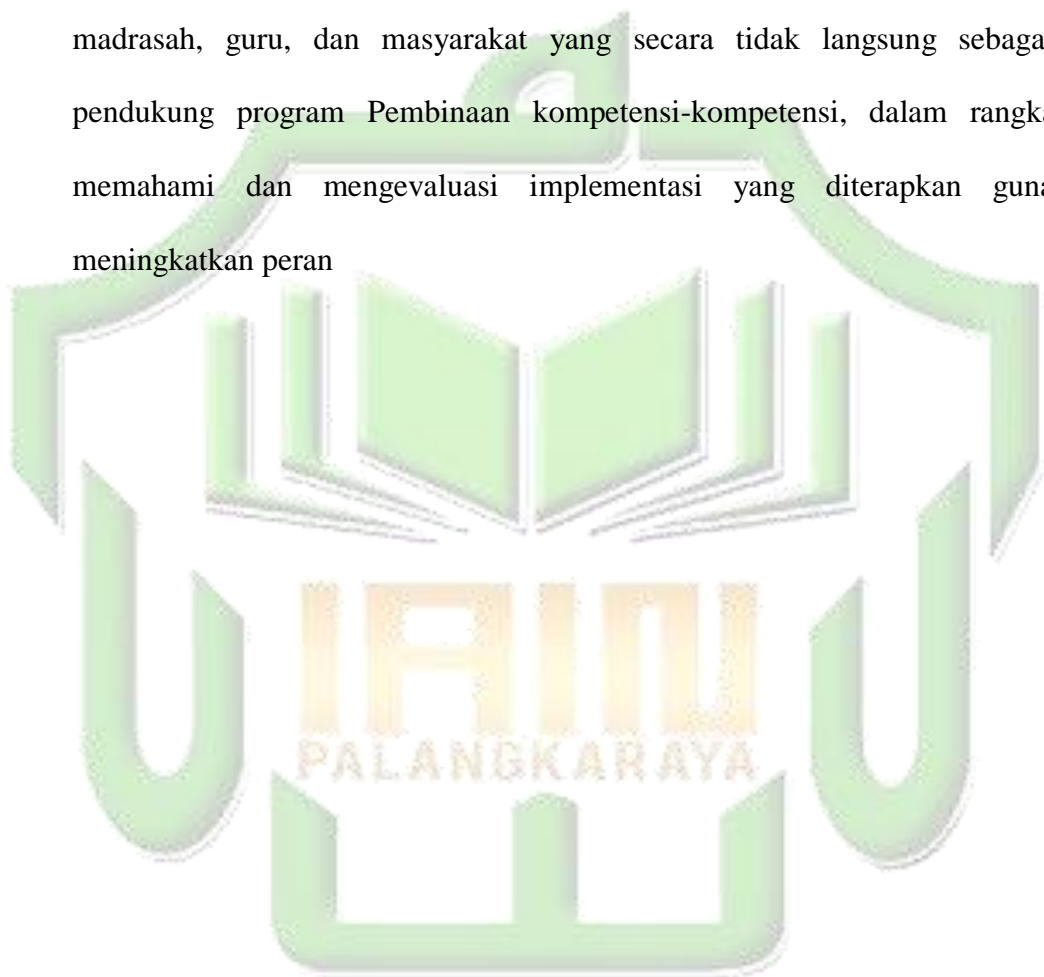 madrasah, guru, dan masyarakat yang secara tidak langsung sebaga
pendukung program Pembinaan kompetensi-kompetensi, dalam rangka
memahami dan mengevaluasi implementasi yang diterapkan guna
meningkatkan peran
IAIN
PALANGKARAYA